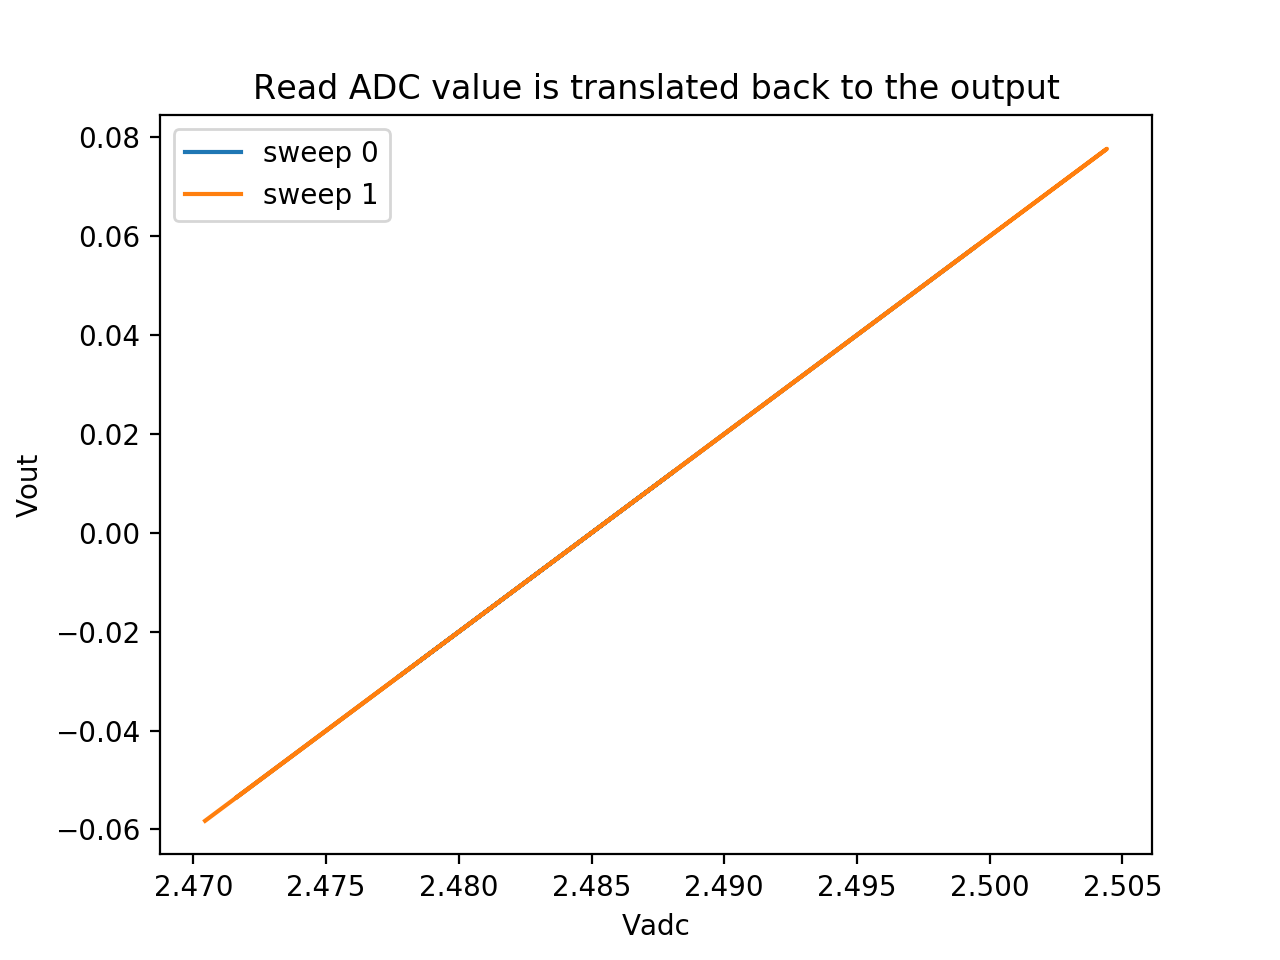 Read ADC value is translated back to the output
sweep 0
sweep 1
0.08
0.06
0.04
0.02
0.00
−0.02
−0.04
−0.06
Vout
2.470 2.475 2.480 2.485 2.490 2.495 2.500 2.505
Vadc